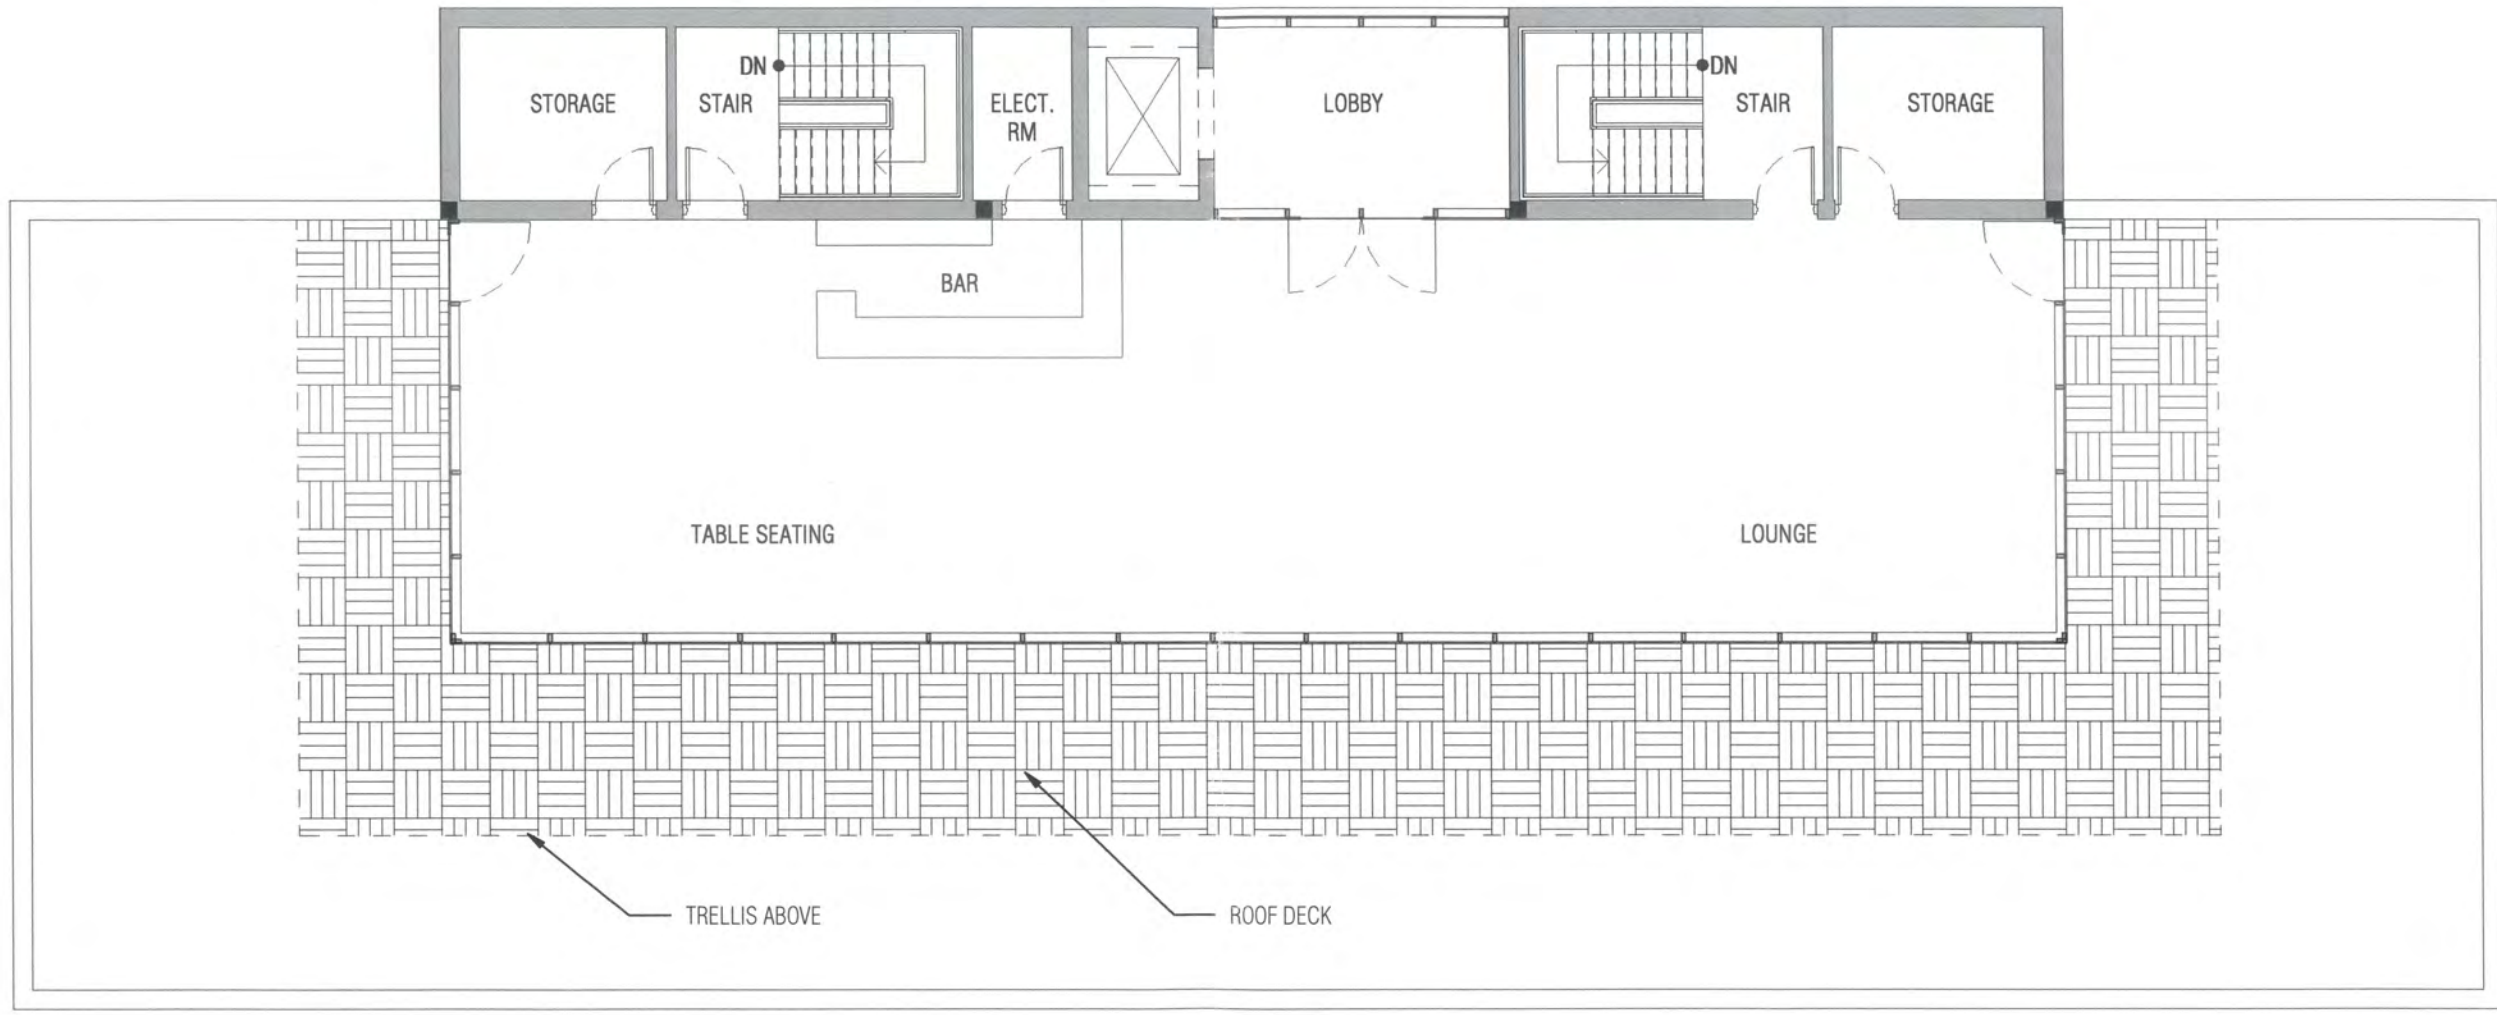 DN
DN
STORAGE
STAIR
ELECT.
RM
LOBBY
STAIR
STORAGE
BAR
TABLE SEATING
LOUNGE
TRELLIS ABOVE
ROOF DECK